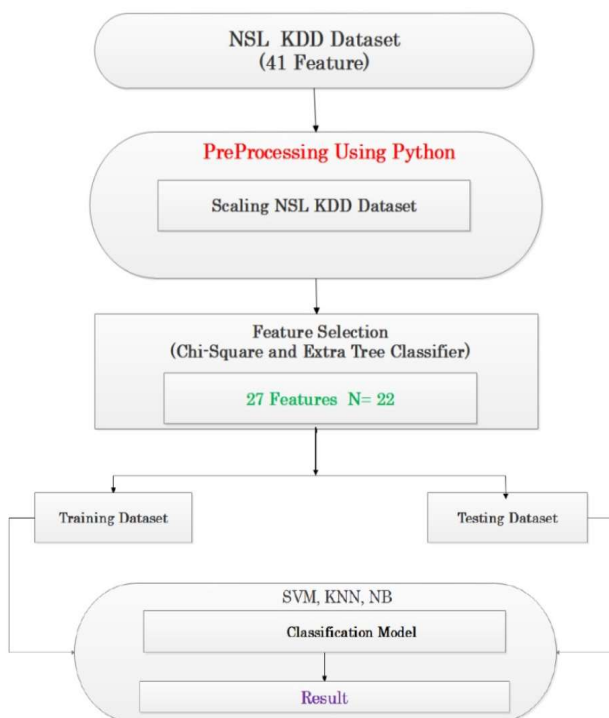 NSL KDD Dataset
(41 Feature)
PreProcessing Using Python
Scaling NSL KDD Dataset
Feature Selection
(Chi-Square and Extra Tree Classifier)
27 Features N= 22
Training Dataset
Testing Dataset
SVM, KNN, NB
Classification Model
Result